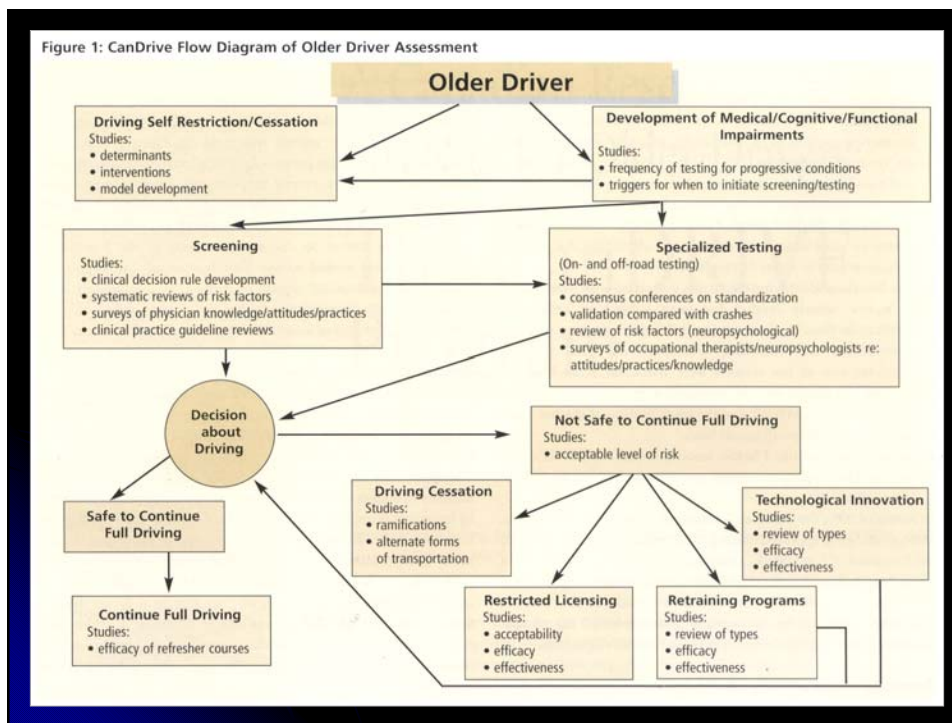 Figure 1: CanDrive Flow Diagram of Older Driver Assessment
Older Driver
Driving Self Restriction/Cessation
Studies:
• determinants
• interventions
• model development
Development of Medical/Cognitive/Functional
Impairments
Studies:
• frequency of testing for progressive conditions
• triggers for when to initiate screening/testing
Screening
Studies:
• clinical decision rule development
• systematic reviews of risk factors
• surveys of physician knowledge/attitudes/practices
• clinical practice guideline reviews
Specialized Testing
(On- and off-road testing)
Studies:
• consensus conferences on standardization
• validation compared with crashes
• review of risk factors (neuropsychological)
• surveys of occupational therapists/neuropsychologists re:
attitudes/practices/knowledge
Decision
about
Driving
Not Safe to Continue Full Driving
Studies:
• acceptable level of risk
Safe to Continue
Full Driving
Driving Cessation
Studies:
• ramifications
• alternate forms
of transportation
Technological Innovation
Studies:
• review of types
• efficacy
• effectiveness
Continue Full Driving
Studies:
• efficacy of refresher courses
Restricted Licensing
Studies:
• acceptability
• efficacy
• effectiveness
Retraining Programs
Studies:
• review of types
• efficacy
• effectiveness